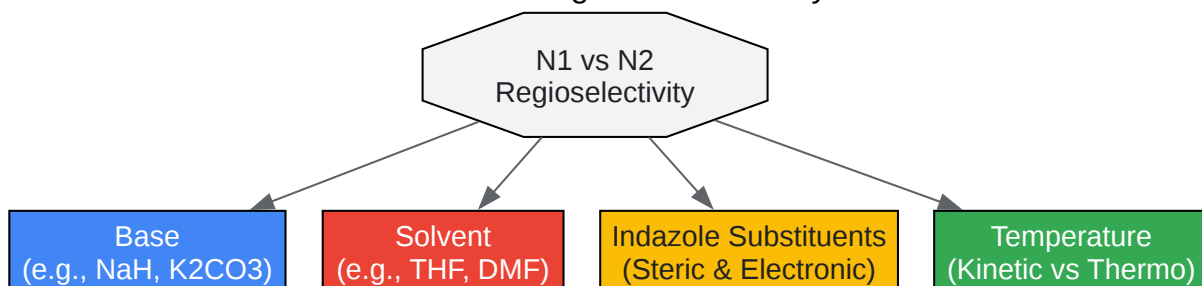 N1 vs N2
Regioselectivity
Base
(e.g., NaH, K2CO3)
Solvent
(e.g., THF, DMF)
Indazole Substituents
(Steric & Electronic)
Temperature
(Kinetic vs Thermo)